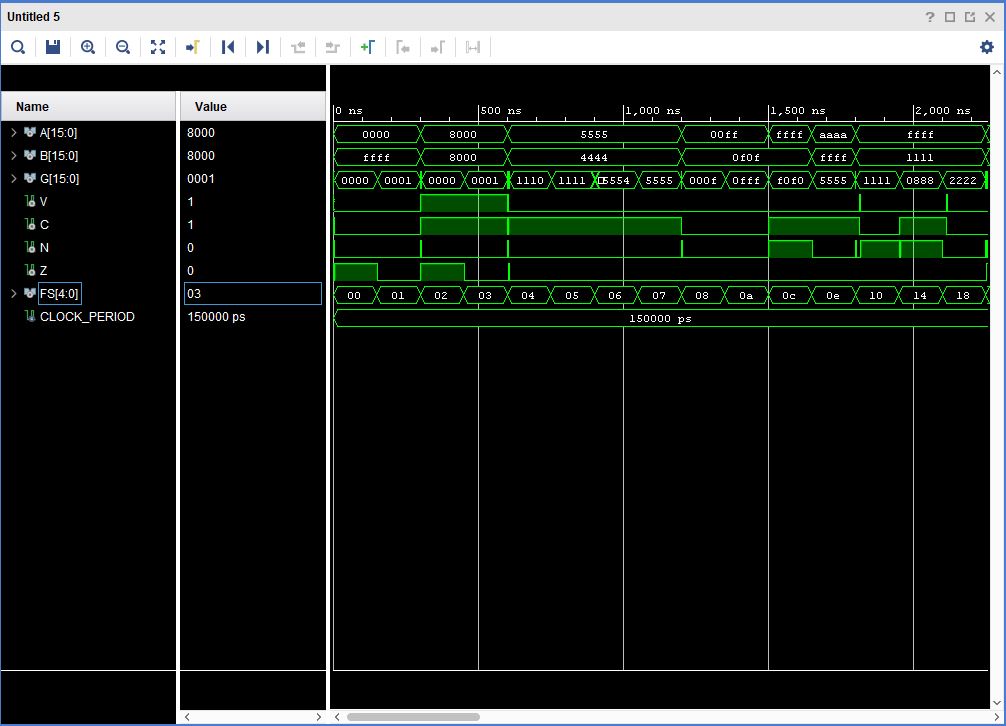 Untitled 5
Name Value
0 ns 500 ns 1,000 ns 1,500 ns 2,000 ns
A[15:0] 8000 0000 8000 5555 00ff ffff aaaa ffff
B[15:0] 8000 ffff 8000 4444 0f0f ffff 1111
G[15:0] 0001 0000 0001 0000 0001 1110 1111 5554 5555 000f 0fff f0f0 5555 1111 0888 2222
V 1
C 1
N 0
Z 0
FS[4:0] 03 00 01 02 03 04 05 06 07 08 0a 0c 0e 10 14 18
CLOCK_PERIOD 150000 ps 150000 ps